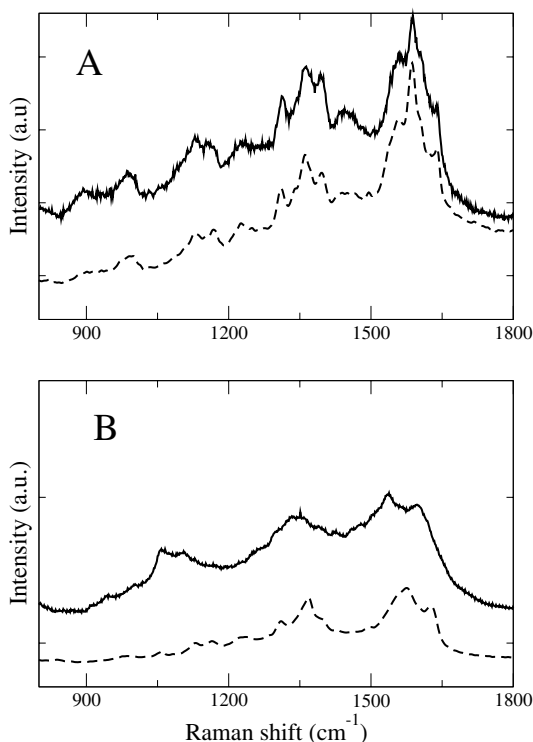 A
Intensity (a.u)
900 1200 1500 1800
B
Intensity (a.u.)
900 1200 1500 1800
Raman shift (cm⁻¹)